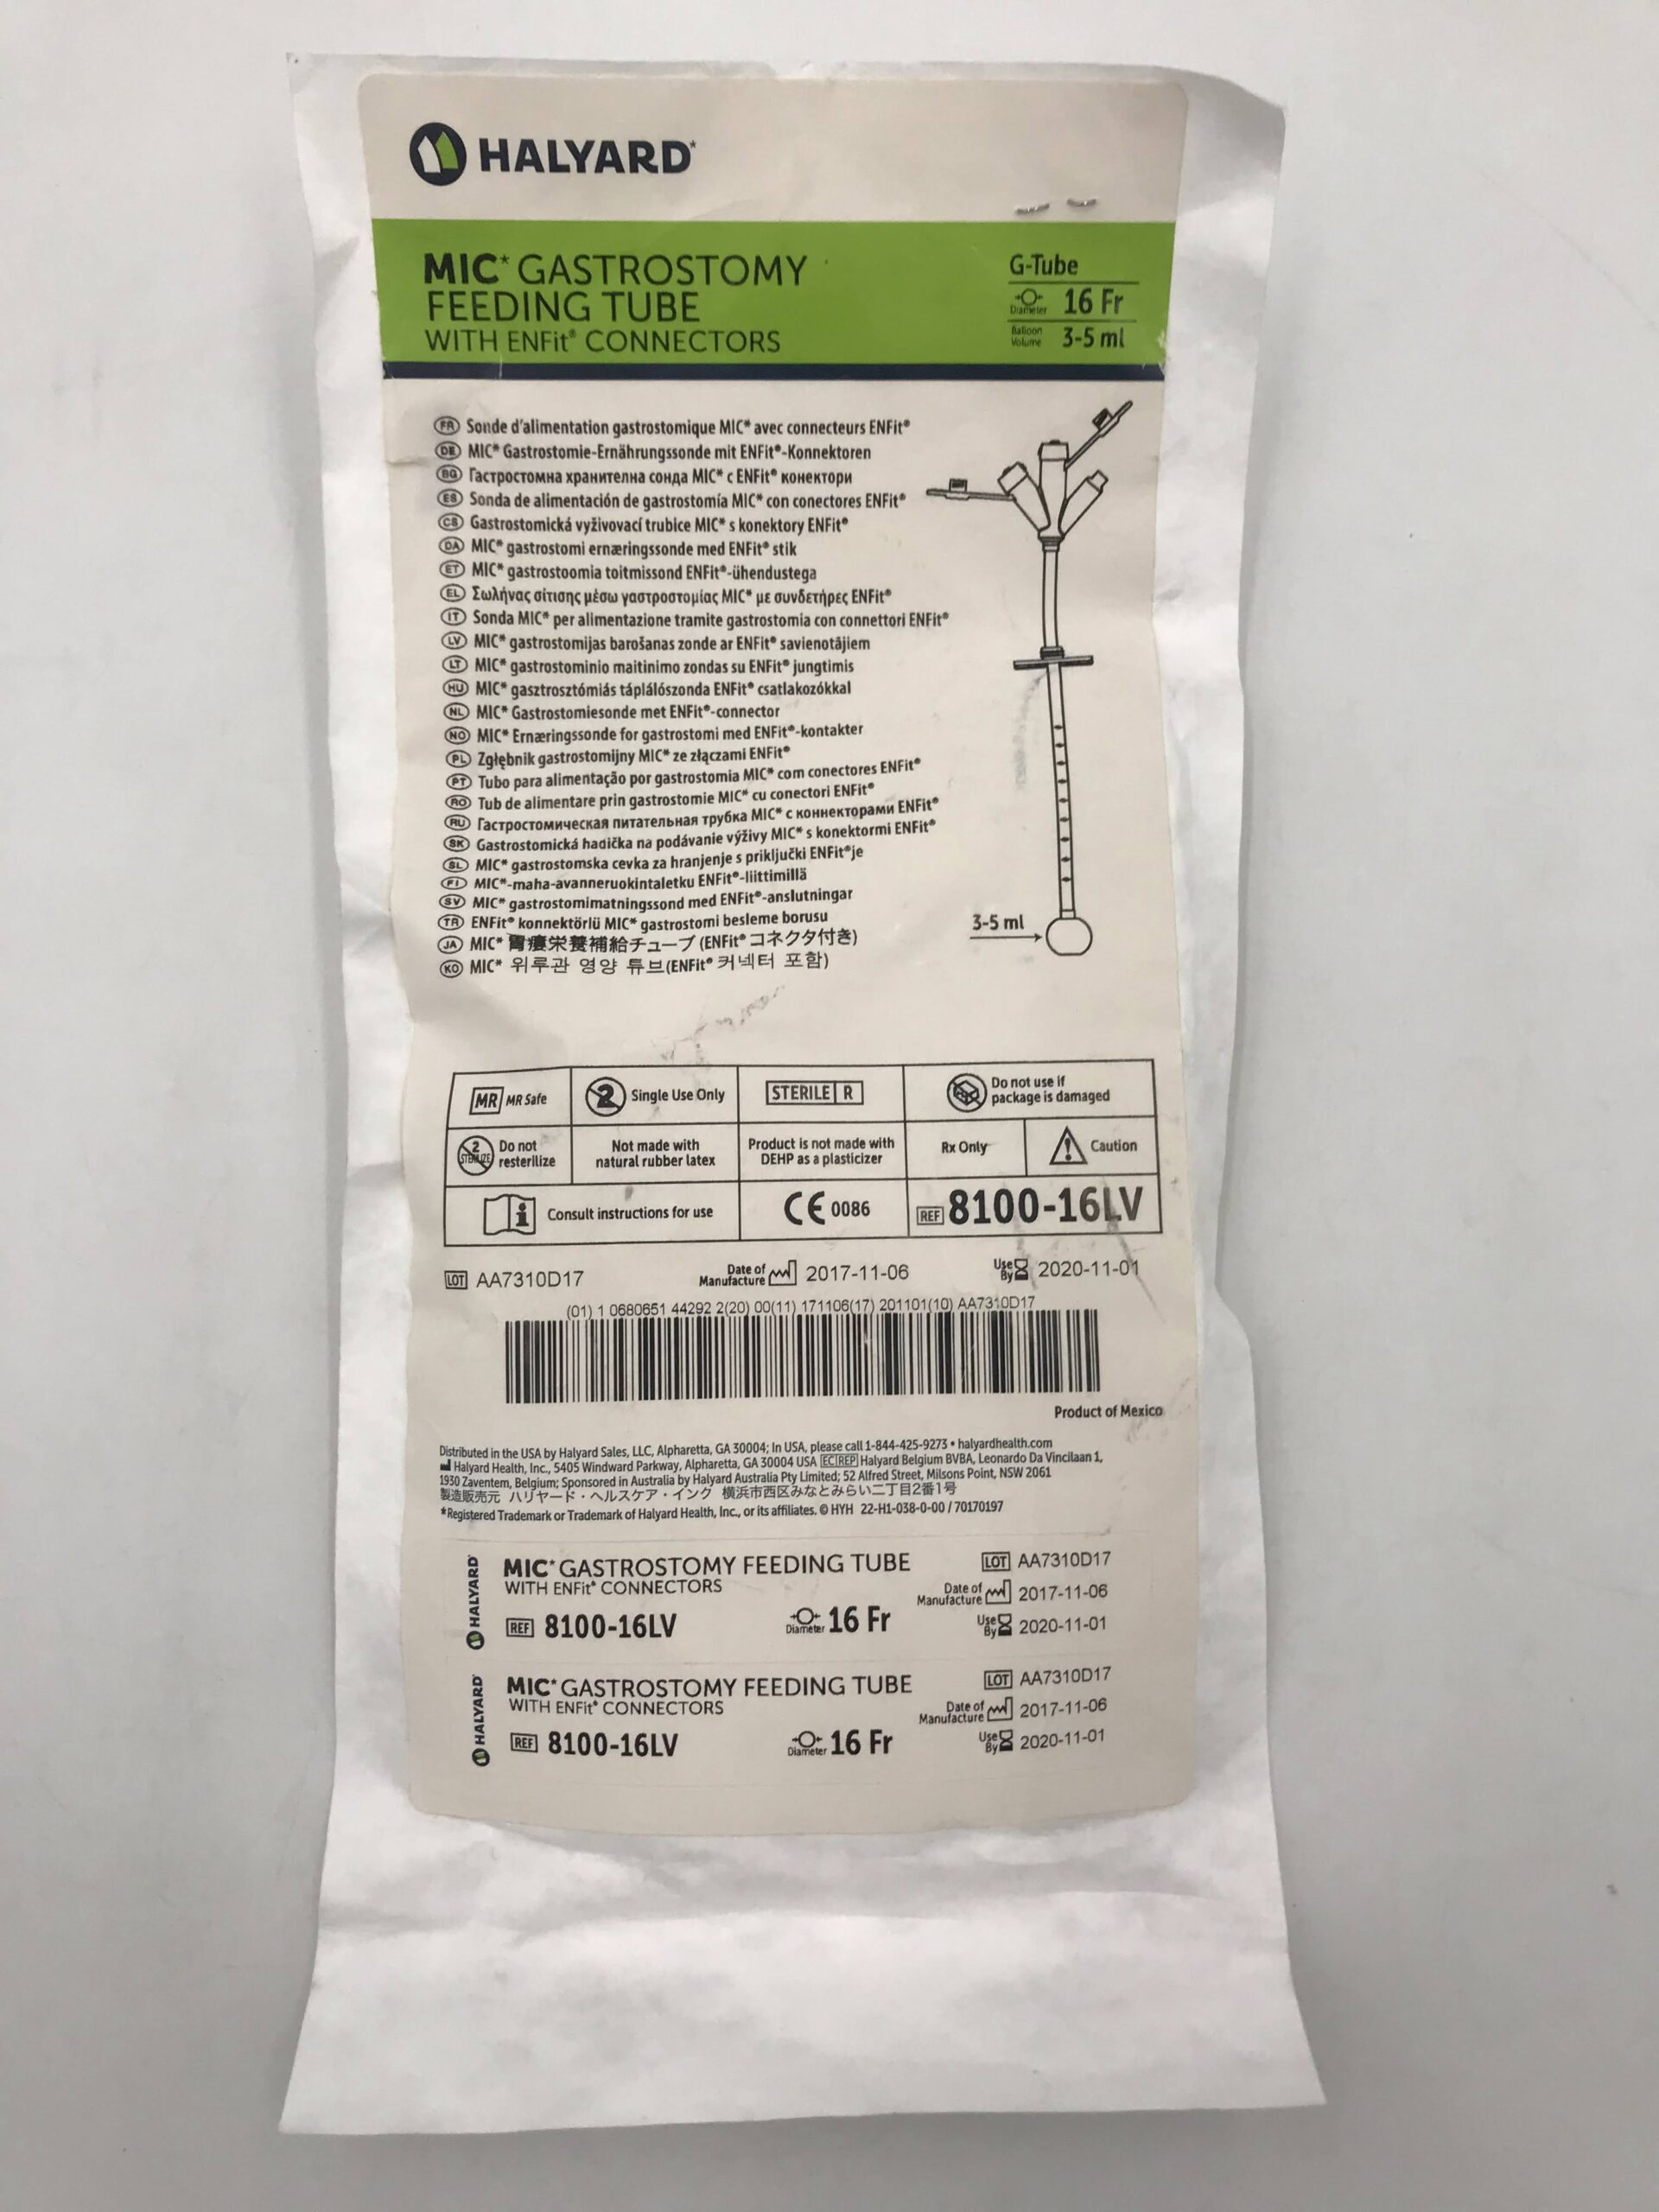 HALYARD*
MIC* GASTROSTOMY
FEEDING TUBE
WITH ENFit® CONNECTORS
G-Tube
Diameter 16 Fr
Balloon Volume 3-5 ml
FR Sonde d'alimentation gastrostomique MIC* avec connecteurs ENFit®
DE MIC* Gastrostomie-Ernährungssonde mit ENFit®-Konnektoren
BG Гастростомна хранителна сонда MIC* с ENFit® конектори
ES Sonda de alimentación de gastrostomía MIC* con conectores ENFit®
CS Gastrostomická vyživovací trubice MIC* s konektory ENFit®
DA MIC* gastrostomi ernæringssonde med ENFit® stik
ET MIC* gastrostoomia toitmissond ENFit®-ühendustega
EL Σωλήνας σίτισης μέσω γαστροστομίας MIC* με συνδετήρες ENFit®
IT Sonda MIC* per alimentazione tramite gastrostomia con connettori ENFit®
LV MIC* gastrostomijas barošanas zonde ar ENFit® savienotājiem
LT MIC* gastrostominio maitinimo zondas su ENFit® jungtimis
HU MIC* gasztrosztómiás táplálószonda ENFit® csatlakozókkal
NL MIC* Gastrostomiesonde met ENFit®-connector
NO MIC* Ernæringssonde for gastrostomi med ENFit®-kontakter
PL Zgłębnik gastrostomijny MIC* ze złączami ENFit®
PT Tubo para alimentação por gastrostomia MIC* com conectores ENFit®
RO Tub de alimentare prin gastrostomie MIC* cu conectori ENFit®
RU Гастростомическая питательная трубка MIC* с коннекторами ENFit®
SK Gastrostomická hadička na podávanie výživy MIC* s konektormi ENFit®
SL MIC* gastrostomska cevka za hranjenje s priključki ENFit®je
FI MIC*-maha-avanneruokintaletku ENFit®-liittimillä
SV MIC* gastrostomimatningssond med ENFit®-anslutningar
TR ENFit® konnektörlü MIC* gastrostomi besleme borusu
JA MIC* 胃瘻栄養補給チューブ (ENFit® コネクタ付き)
KO MIC* 위루관 영양 튜브(ENFit® 커넥터 포함)
3-5 ml
MR MR Safe
2 Single Use Only
STERILE R
Do not use if
package is damaged
2 STERILIZE Do not
resterilize
Not made with
natural rubber latex
Product is not made with
DEHP as a plasticizer
Rx Only
Caution
Consult instructions for use
CE 0086
REF 8100-16LV
LOT AA7310D17
Date of Manufacture 2017-11-06
Use By 2020-11-01
(01) 1 0680651 44292 2(20) 00(11) 171106(17) 201101(10) AA7310D17
Product of Mexico
Distributed in the USA by Halyard Sales, LLC, Alpharetta, GA 30004; In USA, please call 1-844-425-9273 • halyardhealth.com
Halyard Health, Inc., 5405 Windward Parkway, Alpharetta, GA 30004 USA EC REP Halyard Belgium BVBA, Leonardo Da Vincilaan 1,
1930 Zaventem, Belgium; Sponsored in Australia by Halyard Australia Pty Limited; 52 Alfred Street, Milsons Point, NSW 2061
製造販売元 ハリヤード・ヘルスケア・インク 横浜市西区みなとみらい二丁目2番1号
*Registered Trademark or Trademark of Halyard Health, Inc., or its affiliates. © HYH 22-H1-038-0-00 / 70170197
HALYARD*
MIC* GASTROSTOMY FEEDING TUBE
WITH ENFit® CONNECTORS
REF 8100-16LV
Diameter 16 Fr
LOT AA7310D17
Date of Manufacture 2017-11-06
Use By 2020-11-01
HALYARD*
MIC* GASTROSTOMY FEEDING TUBE
WITH ENFit® CONNECTORS
REF 8100-16LV
Diameter 16 Fr
LOT AA7310D17
Date of Manufacture 2017-11-06
Use By 2020-11-01